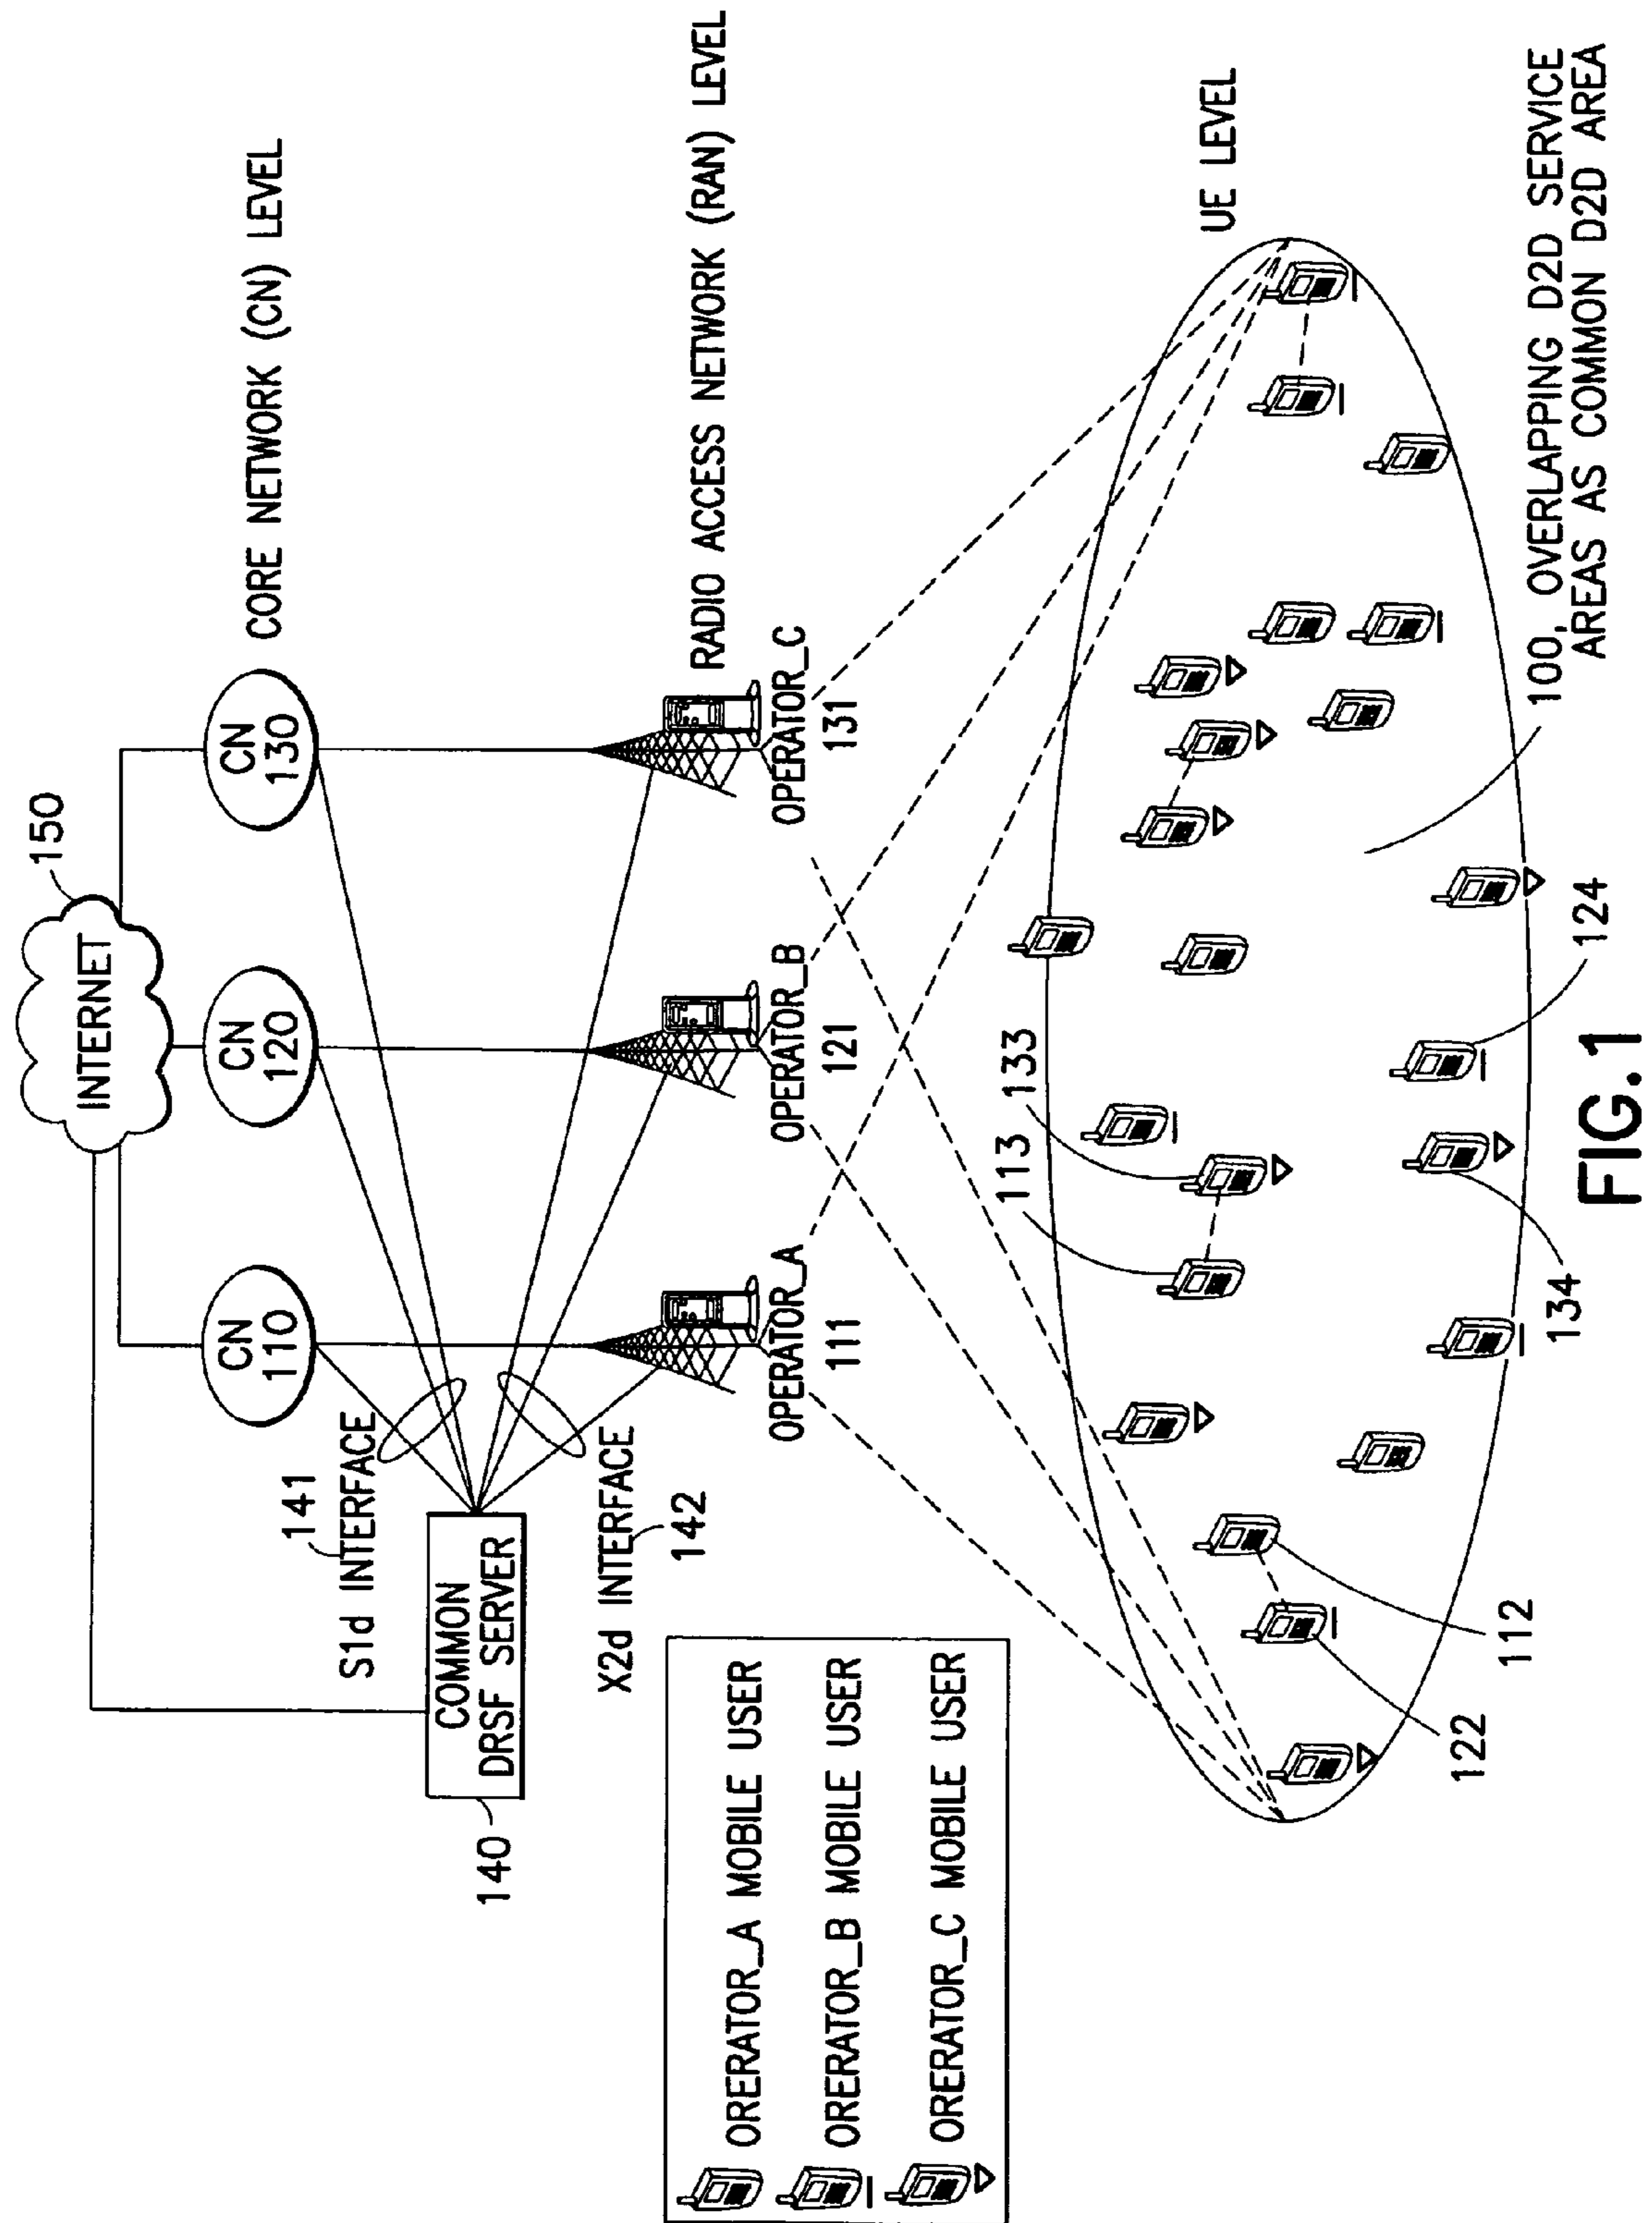 INTERNET
150
CN
110
CN
120
CN
130
CORE NETWORK (CN) LEVEL
141
S1d INTERFACE
COMMON
DRSF SERVER
140
X2d INTERFACE
142
RADIO ACCESS NETWORK (RAN) LEVEL
OPERATOR_A
111
OPERATOR_B
121
OPERATOR_C
131
ORERATOR_A MOBILE USER
ORERATOR_B MOBILE USER
ORERATOR_C MOBILE USER
UE LEVEL
113
133
122
112
134
124
100, OVERLAPPING D2D SERVICE
AREAS AS COMMON D2D AREA
FIG.1